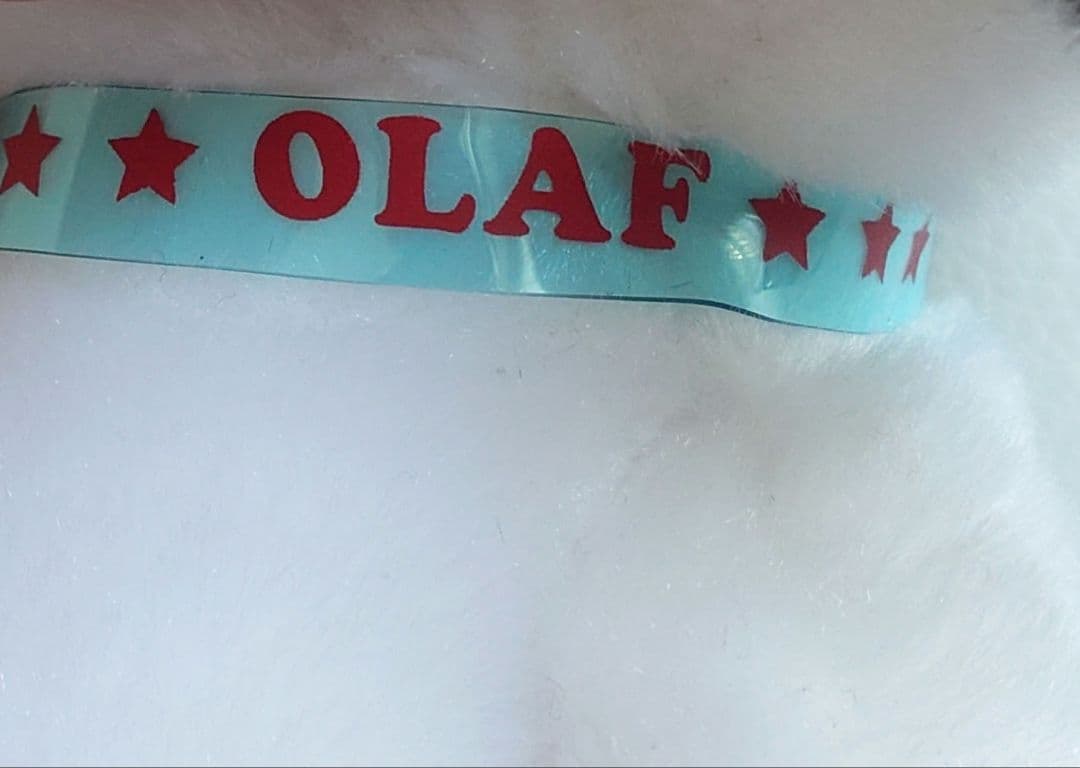 ★ ★ OLAF ★ ★ ★